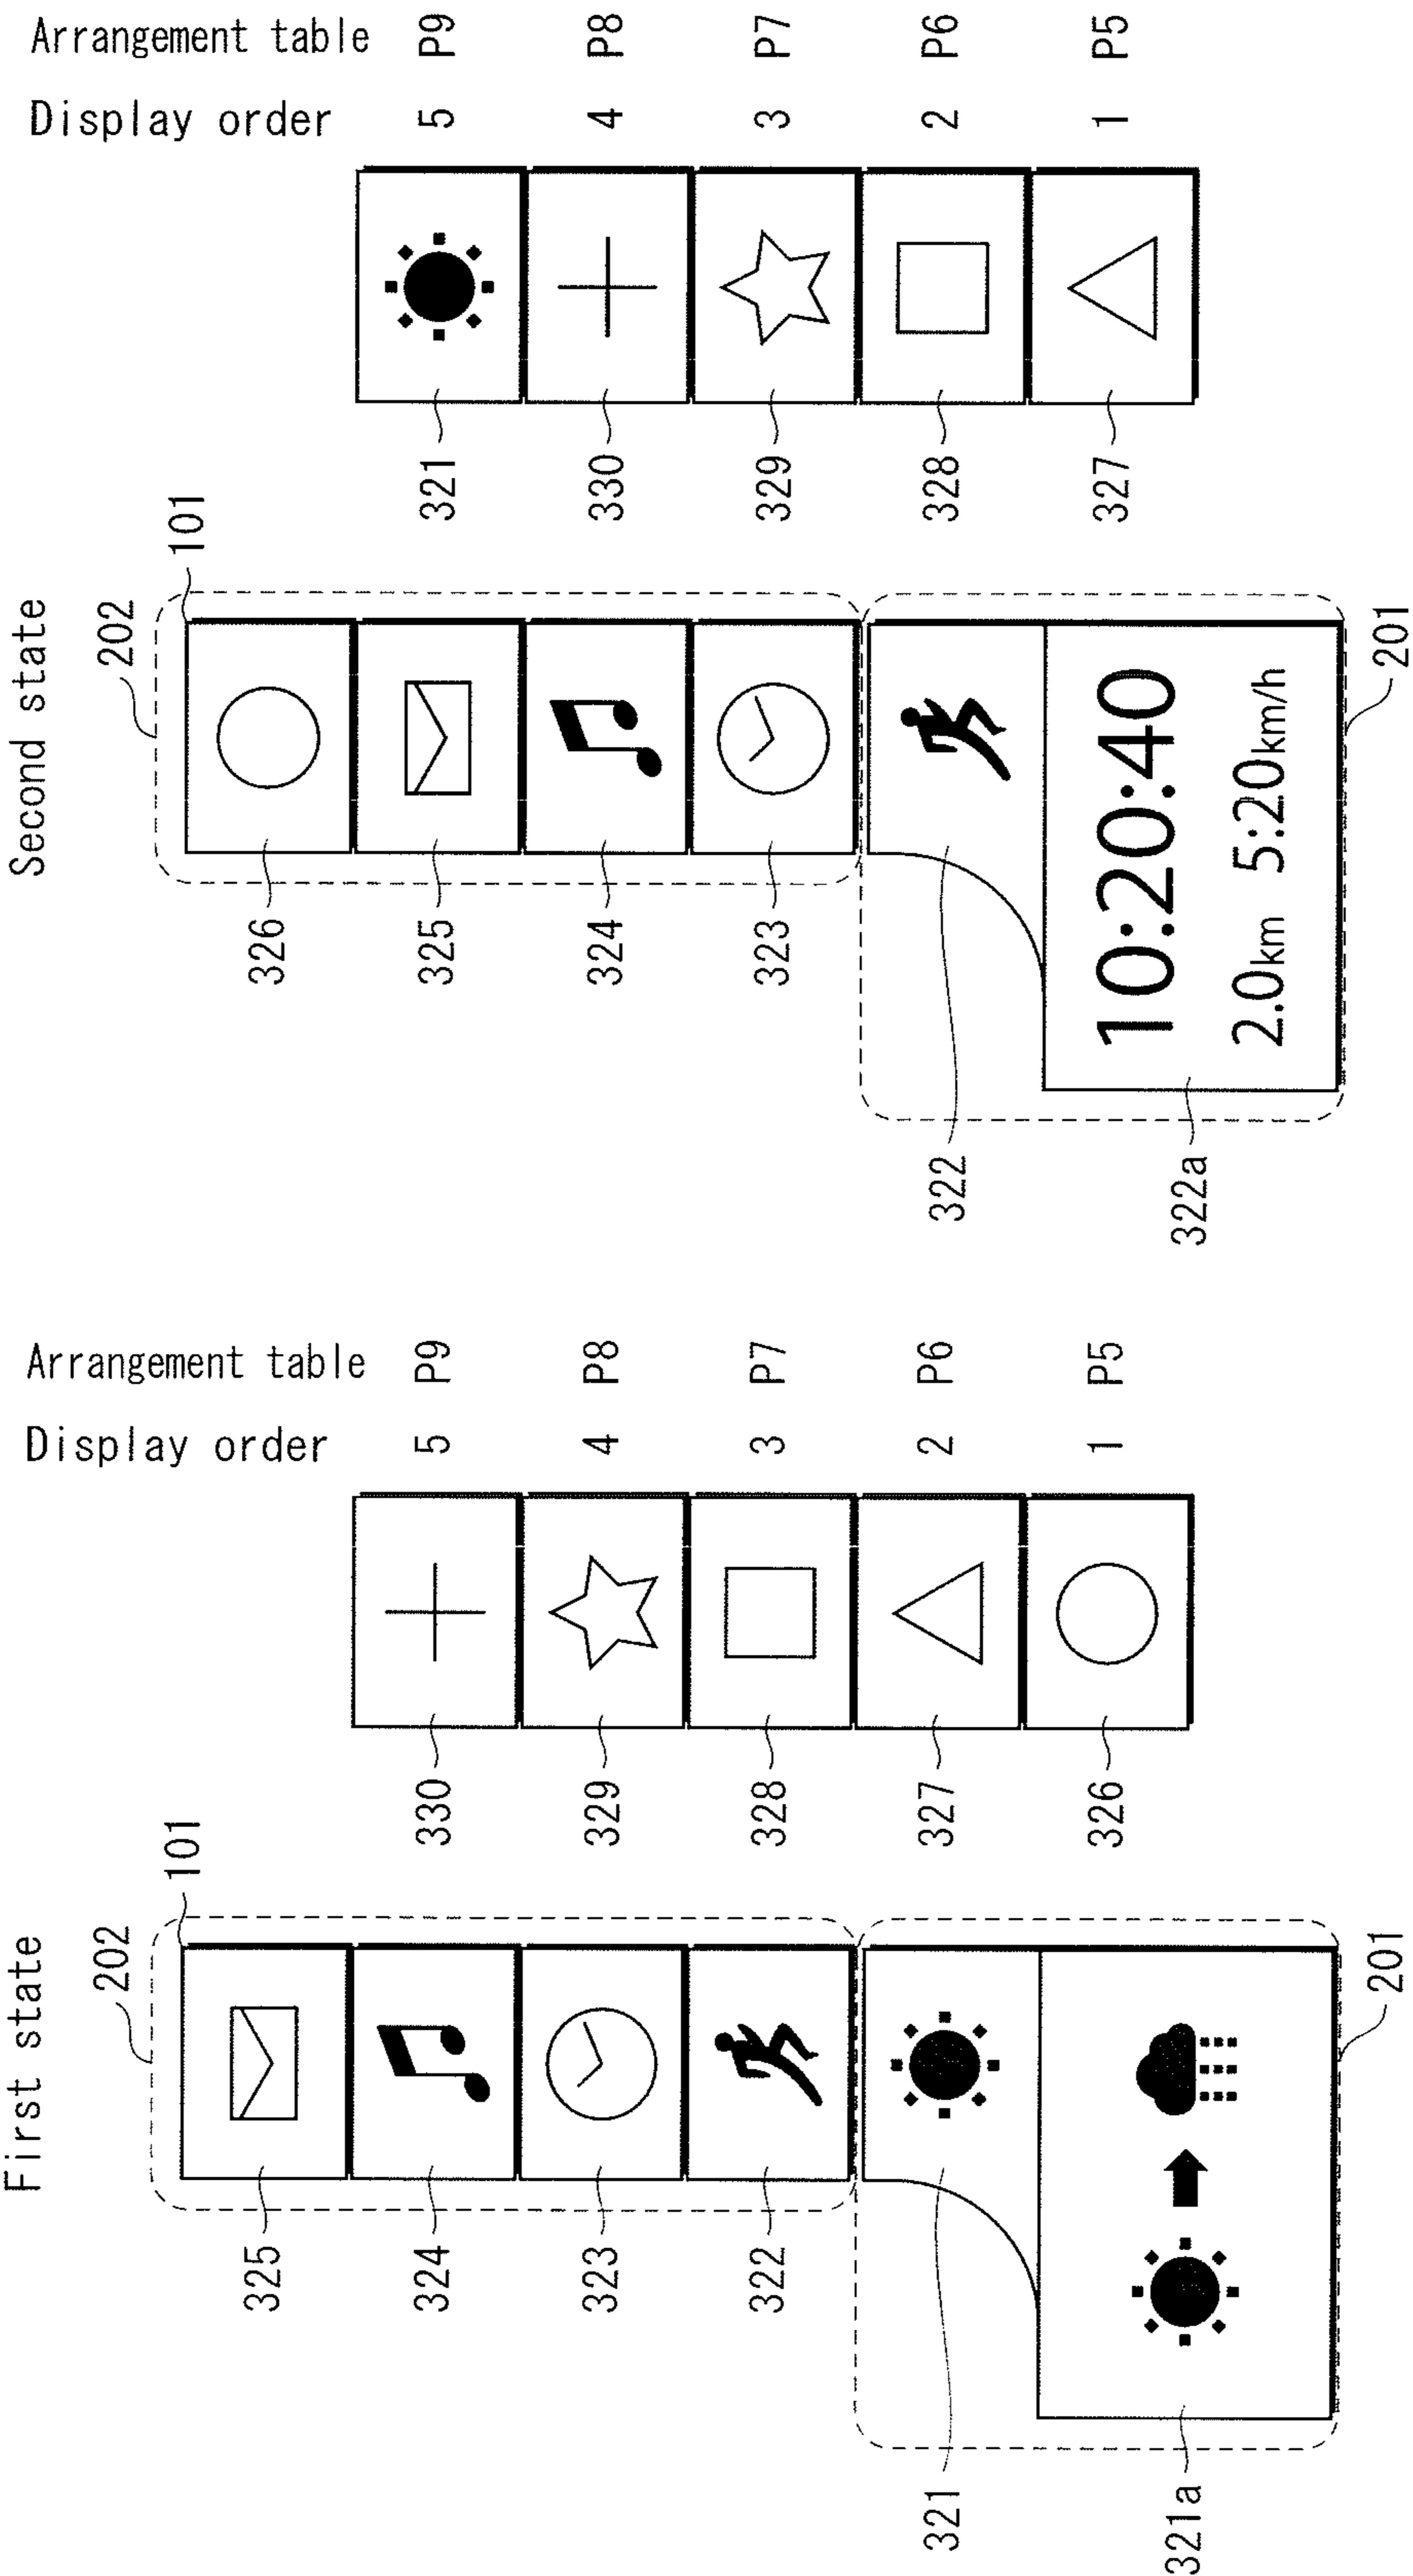 First state
Display order Arrangement table
202
101
325
330 5 P9
324
329 4 P8
323
328 3 P7
322
327 2 P6
321
326 1 P5
321a
201
Second state
Display order Arrangement table
202
101
326
321 5 P9
325
330 4 P8
324
329 3 P7
323
328 2 P6
322
327 1 P5
10:20:40
322a
2.0km 5:20km/h
201